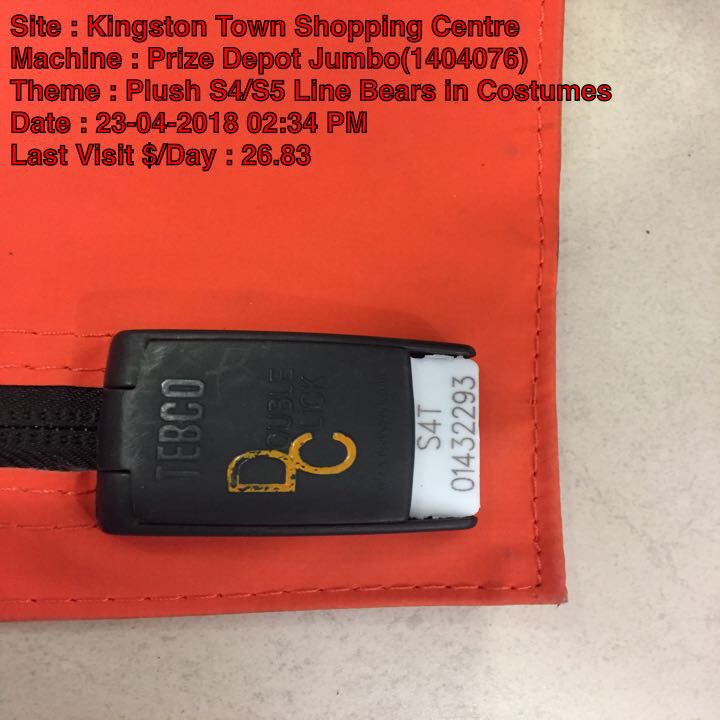 Site : Kingston Town Shopping Centre
Machine : Prize Depot Jumbo(1404076)
Theme : Plush S4/S5 Line Bears in Costumes
Date : 23-04-2018 02:34 PM
Last Visit $/Day : 26.83
TEBCO
DOUBLE
CLICK
S4T
01432293